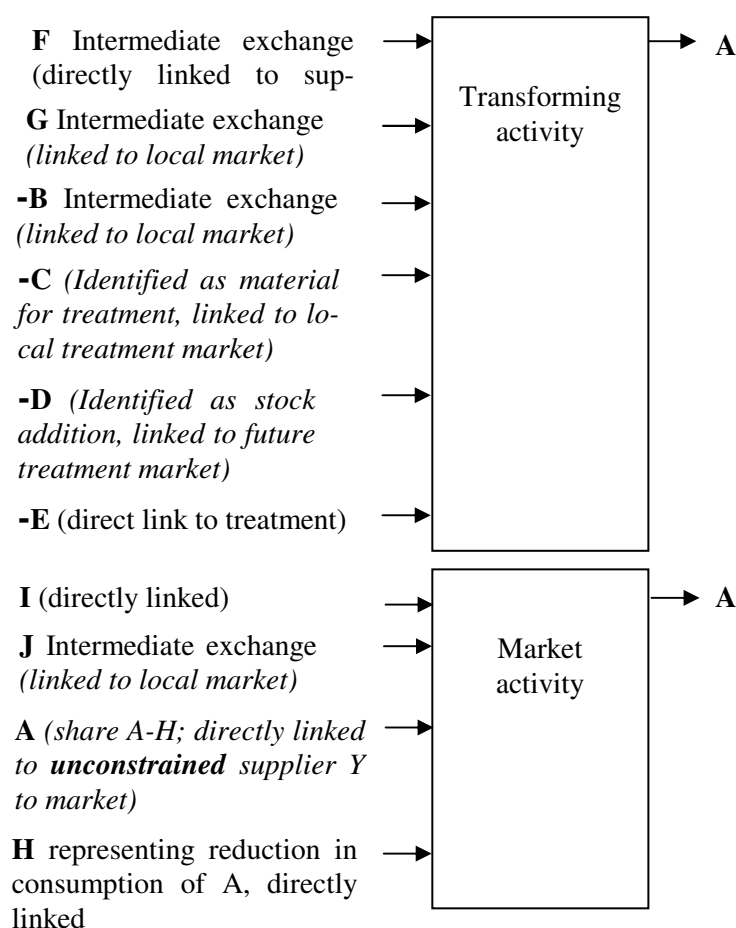 F Intermediate exchange
(directly linked to sup-
A
Transforming
activity
G Intermediate exchange
(linked to local market)
-B Intermediate exchange
(linked to local market)
-C (Identified as material
for treatment, linked to lo-
cal treatment market)
-D (Identified as stock
addition, linked to future
treatment market)
-E (direct link to treatment)
I (directly linked)
A
J Intermediate exchange
(linked to local market)
Market
activity
A (share A-H; directly linked
to unconstrained supplier Y
to market)
H representing reduction in
consumption of A, directly
linked